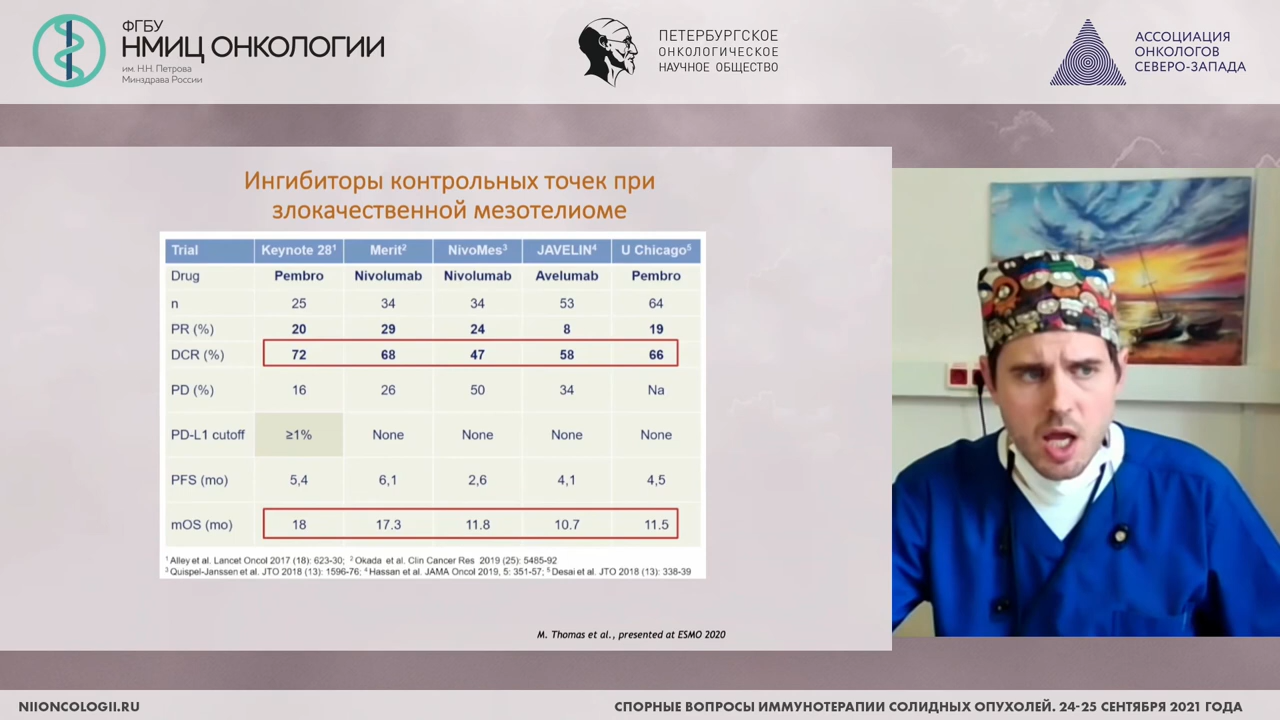 ФГБУ
НМИЦ ОНКОЛОГИИ
им. Н.Н. Петрова
Минздрава России
ПЕТЕРБУРГСКОЕ
ОНКОЛОГИЧЕСКОЕ
НАУЧНОЕ ОБЩЕСТВО
АССОЦИАЦИЯ
ОНКОЛОГОВ
СЕВЕРО-ЗАПАДА
Ингибиторы контрольных точек при
злокачественной мезотелиоме
Trial Keynote 28¹ Merit² NivoMes³ JAVELIN⁴ U Chicago⁵
Drug Pembro Nivolumab Nivolumab Avelumab Pembro
n 25 34 34 53 64
PR (%) 20 29 24 8 19
DCR (%) 72 68 47 58 66
PD (%) 16 26 50 34 Na
PD-L1 cutoff ≥1% None None None None
PFS (mo) 5,4 6,1 2,6 4,1 4,5
mOS (mo) 18 17.3 11.8 10.7 11.5
¹ Alley et al. Lancet Oncol 2017 (18): 623-30; ² Okada et al. Clin Cancer Res 2019 (25): 5485-92
³ Quispel-Janssen et al. JTO 2018 (13): 1596-76; ⁴ Hassan et al. JAMA Oncol 2019, 5: 351-57; ⁵ Desai et al. JTO 2018 (13): 338-39
M. Thomas et al., presented at ESMO 2020
NIIONCOLOGII.RU
СПОРНЫЕ ВОПРОСЫ ИММУНОТЕРАПИИ СОЛИДНЫХ ОПУХОЛЕЙ. 24-25 СЕНТЯБРЯ 2021 ГОДА